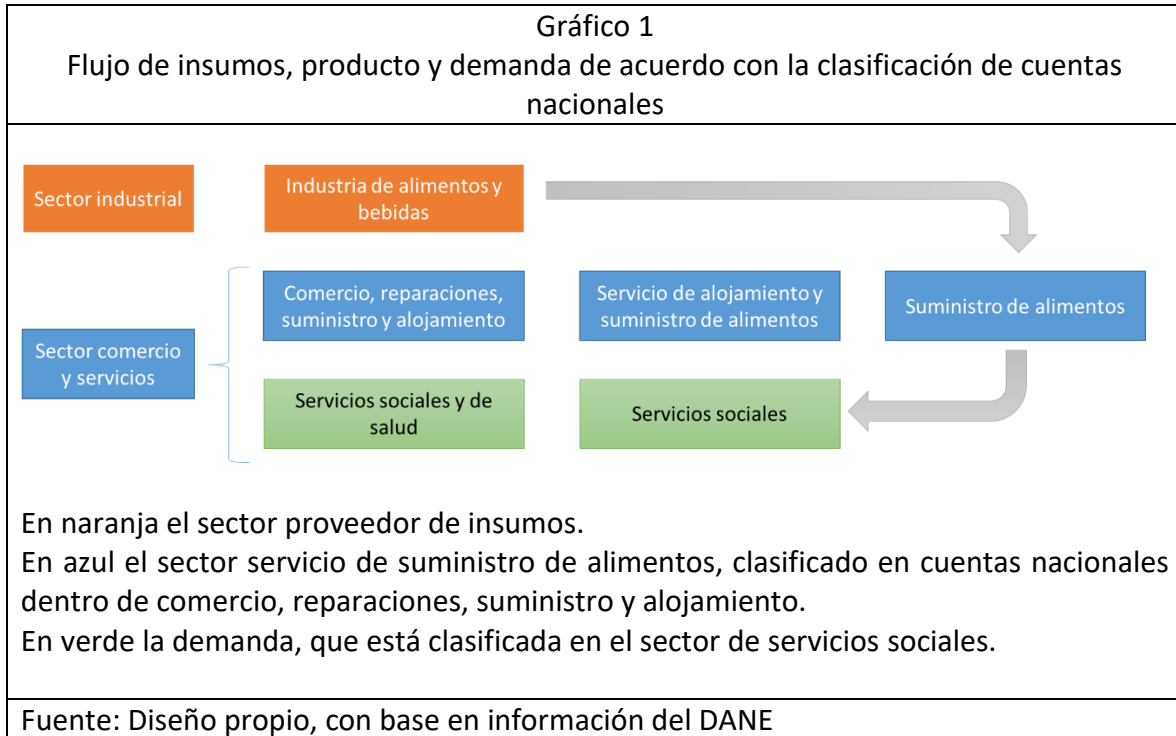 Gráfico 1
Flujo de insumos, producto y demanda de acuerdo con la clasificación de cuentas
nacionales
Sector industrial
Industria de alimentos y
bebidas
Comercio, reparaciones,
suministro y alojamiento
Servicio de alojamiento y
suministro de alimentos
Suministro de alimentos
Sector comercio
y servicios
Servicios sociales y de
salud
Servicios sociales
En naranja el sector proveedor de insumos.
En azul el sector servicio de suministro de alimentos, clasificado en cuentas nacionales
dentro de comercio, reparaciones, suministro y alojamiento.
En verde la demanda, que está clasificada en el sector de servicios sociales.
Fuente: Diseño propio, con base en información del DANE